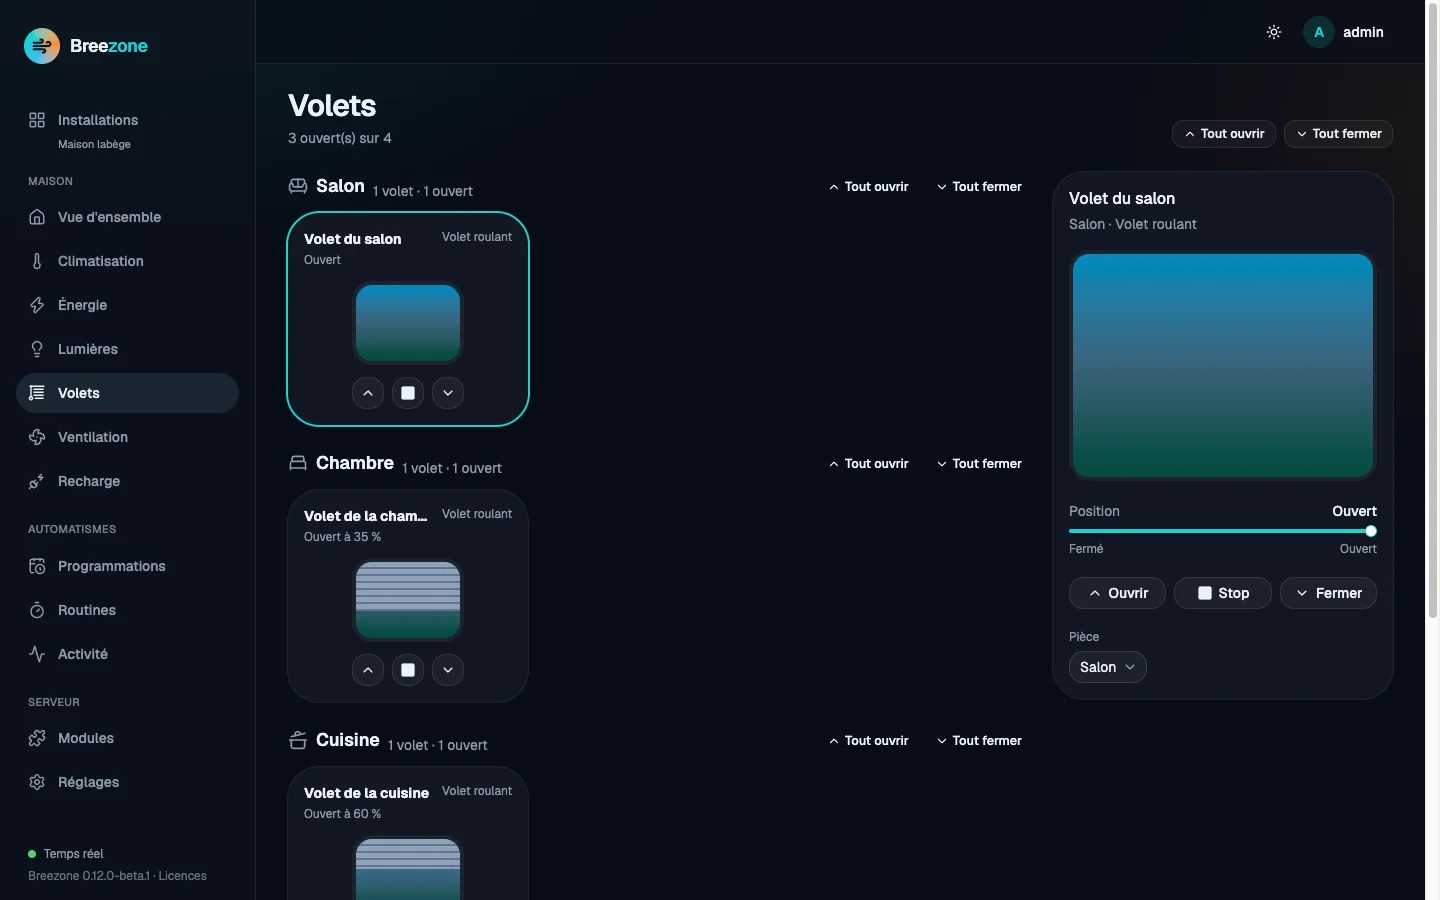 Breezone
admin
Installations
Maison labège
MAISON
Vue d'ensemble
Climatisation
Énergie
Lumières
Volets
Ventilation
Recharge
AUTOMATISMES
Programmations
Routines
Activité
SERVEUR
Modules
Réglages
Temps réel
Breezone 0.12.0-beta.1 · Licences
A
Volets
3 ouvert(s) sur 4
Tout ouvrir
Tout fermer
Salon 1 volet · 1 ouvert
Tout ouvrir
Tout fermer
Volet du salon
Volet roulant
Ouvert
Chambre 1 volet · 1 ouvert
Tout ouvrir
Tout fermer
Volet de la cham...
Volet roulant
Ouvert à 35 %
Cuisine 1 volet · 1 ouvert
Tout ouvrir
Tout fermer
Volet de la cuisine
Volet roulant
Ouvert à 60 %
Volet du salon
Salon · Volet roulant
Position
Ouvert
Fermé
Ouvert
Ouvrir
Stop
Fermer
Pièce
Salon